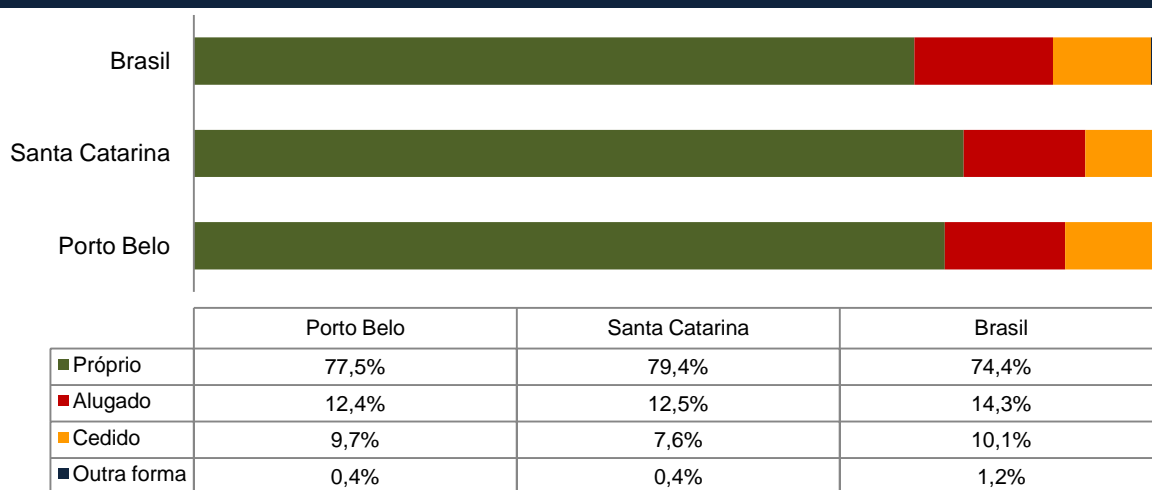 Brasil
Santa Catarina
Porto Belo
Porto Belo Santa Catarina Brasil
Próprio 77,5% 79,4% 74,4%
Alugado 12,4% 12,5% 14,3%
Cedido 9,7% 7,6% 10,1%
Outra forma 0,4% 0,4% 1,2%